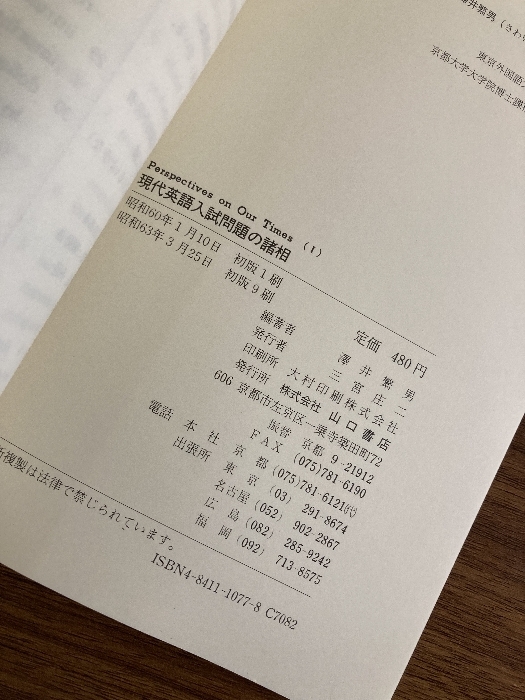 澤井繁男（さわい
東京外国語大
京都大学大学院博士課程
Perspectives on Our Times (I)
現代英語入試問題の諸相
昭和60年1月10日 初版1刷
昭和63年3月25日 初版9刷
定価 480円
編著者 澤井繁男
発行者 三宮庄二
印刷所 大村印刷株式会社
発行所 株式会社 山口書店
606 京都市左京区一乗寺築田町72
振替 京都 9-21912
FAX (075)781-6190
電話 本社 京都 (075)781-6121㈹
出張所 東京 (03) 291-8674
名古屋 (052) 902-2867
広島 (082) 285-9242
福岡 (092) 713-8575
複製は法律で禁じられています。
ISBN4-8411-1077-8 C7082